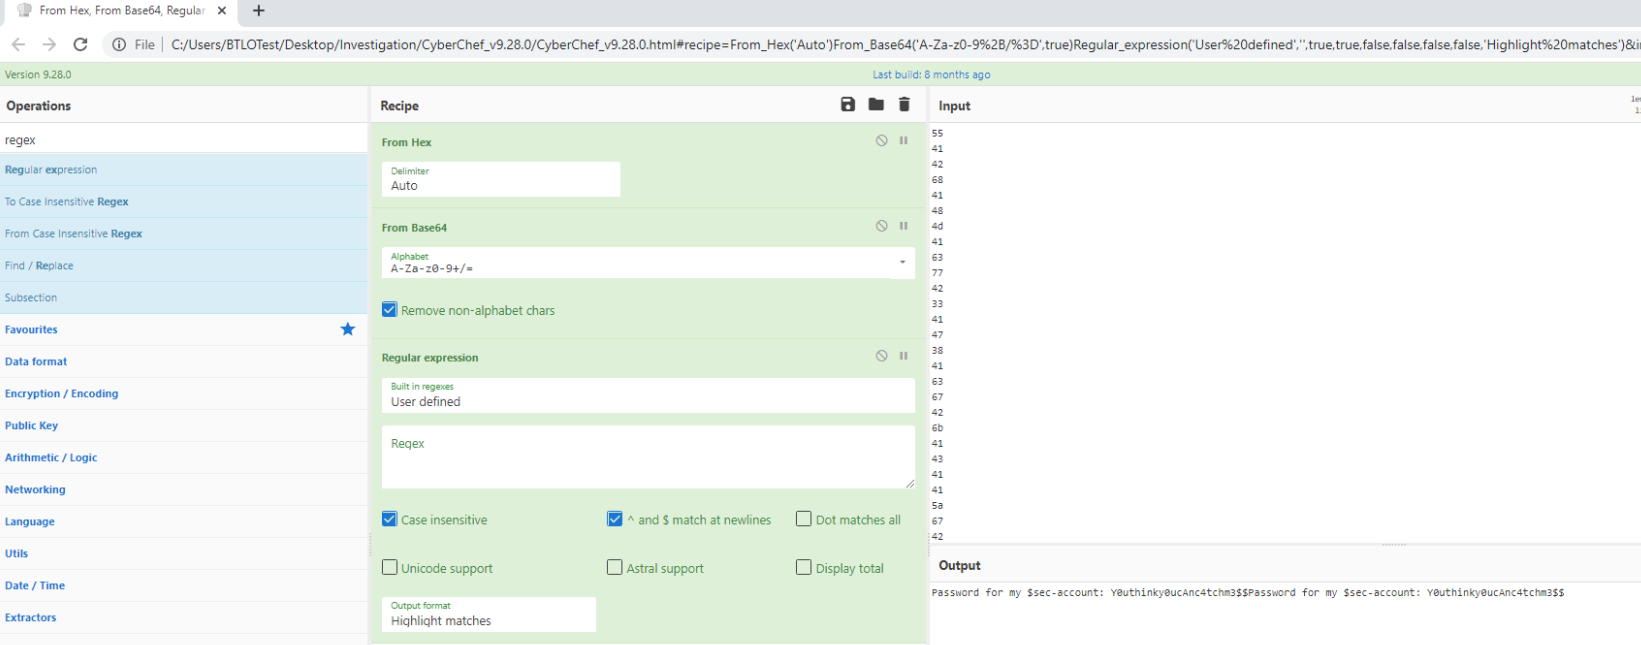 From Hex, From Base64, Regular
File
C:/Users/BTLOTest/Desktop/Investigation/CyberChef_v9.28.0/CyberChef_v9.28.0.html#recipe=From_Hex('Auto')From_Base64('A-Za-z0-9%2B/%3D',true)Regular_expression('User%20defined','',true,true,false,false,false,false,'Highlight%20matches')&i
Version 9.28.0
Last build: 8 months ago
Operations
regex
Regular expression
To Case Insensitive Regex
From Case Insensitive Regex
Find / Replace
Subsection
Favourites
Data format
Encryption / Encoding
Public Key
Arithmetic / Logic
Networking
Language
Utils
Date / Time
Extractors
Recipe
From Hex
Delimiter
Auto
From Base64
Alphabet
A-Za-z0-9+/=
Remove non-alphabet chars
Regular expression
Built in regexes
User defined
Regex
Case insensitive
^ and $ match at newlines
Dot matches all
Unicode support
Astral support
Display total
Output format
Highlight matches
Input
55
41
42
68
41
48
4d
41
63
77
42
33
41
47
38
41
63
67
42
6b
41
43
41
41
5a
67
42
Output
Password for my $sec-account: Y0uthinky0ucAnc4tchm3$$Password for my $sec-account: Y0uthinky0ucAnc4tchm3$$